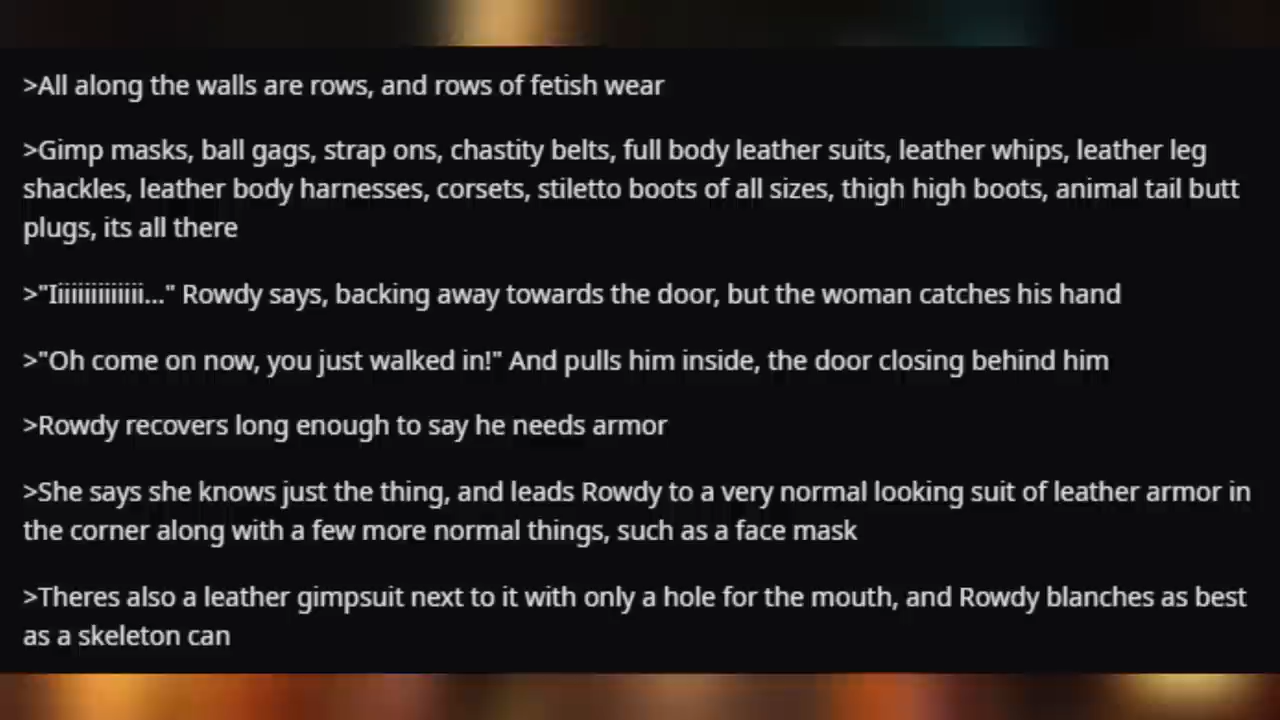 >All along the walls are rows, and rows of fetish wear
>Gimp masks, ball gags, strap ons, chastity belts, full body leather suits, leather whips, leather leg
shackles, leather body harnesses, corsets, stiletto boots of all sizes, thigh high boots, animal tail butt
plugs, its all there
>"Iiiiiiiiiiiiii..." Rowdy says, backing away towards the door, but the woman catches his hand
>"Oh come on now, you just walked in!" And pulls him inside, the door closing behind him
>Rowdy recovers long enough to say he needs armor
>She says she knows just the thing, and leads Rowdy to a very normal looking suit of leather armor in
the corner along with a few more normal things, such as a face mask
>Theres also a leather gimpsuit next to it with only a hole for the mouth, and Rowdy blanches as best
as a skeleton can